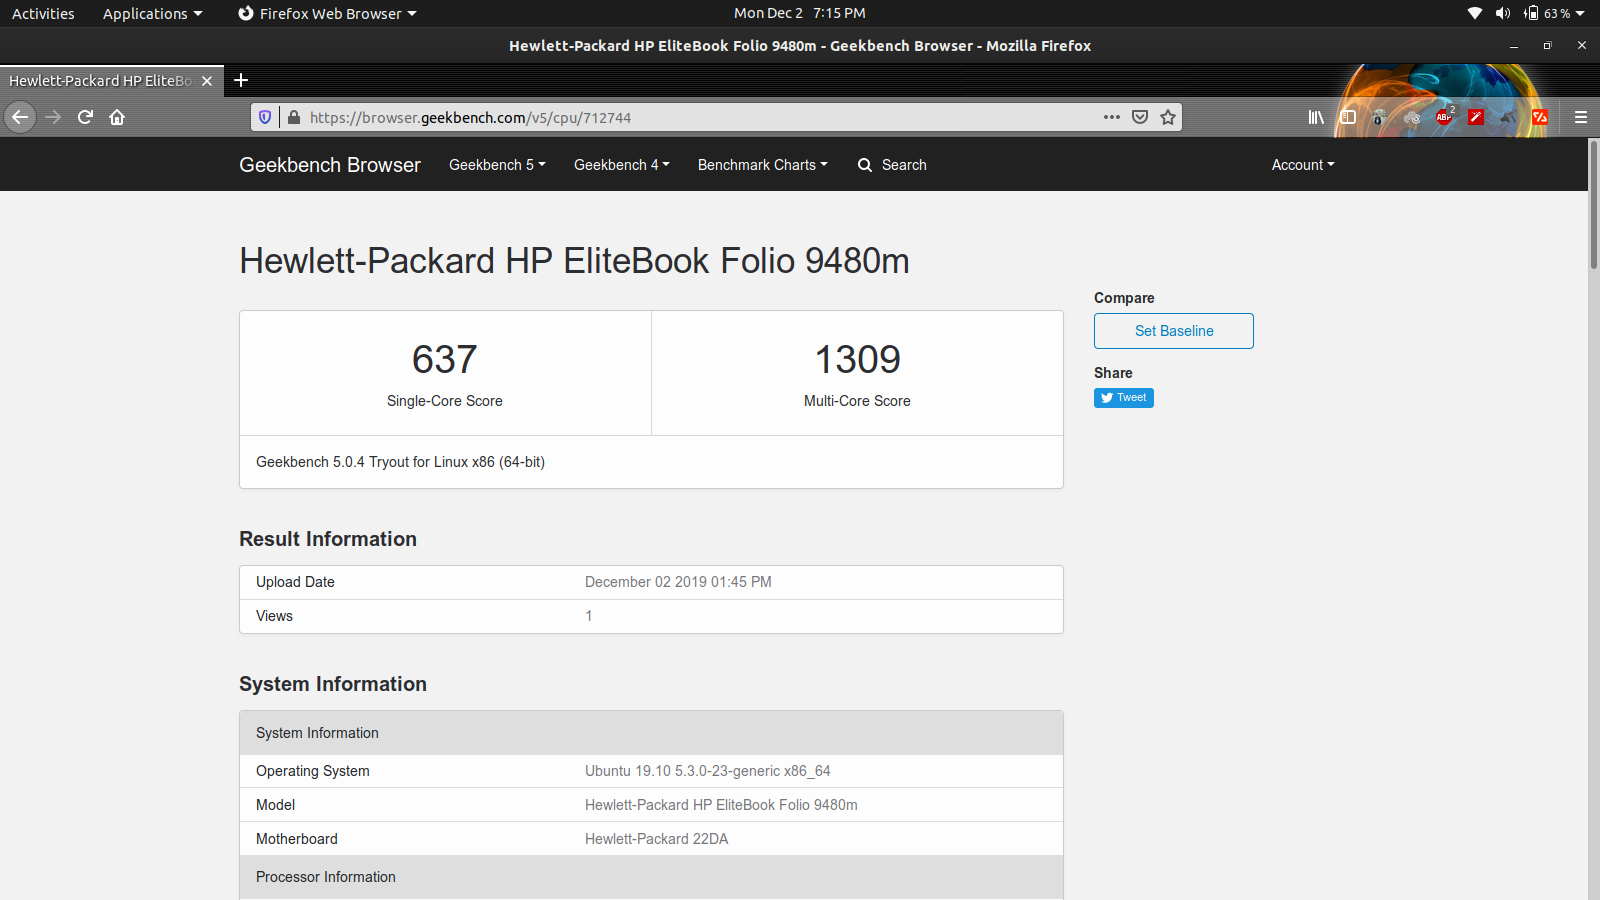 Activities Applications Firefox Web Browser Mon Dec 2 7:15 PM 63 %
Hewlett-Packard HP EliteBook Folio 9480m - Geekbench Browser - Mozilla Firefox
Hewlett-Packard HP EliteBo
https://browser.geekbench.com/v5/cpu/712744 ABP 2
Geekbench Browser Geekbench 5 Geekbench 4 Benchmark Charts Search Account
Hewlett-Packard HP EliteBook Folio 9480m
637 1309
Single-Core Score Multi-Core Score
Geekbench 5.0.4 Tryout for Linux x86 (64-bit)
Compare
Set Baseline
Share
Tweet
Result Information
Upload Date December 02 2019 01:45 PM
Views 1
System Information
System Information
Operating System Ubuntu 19.10 5.3.0-23-generic x86_64
Model Hewlett-Packard HP EliteBook Folio 9480m
Motherboard Hewlett-Packard 22DA
Processor Information